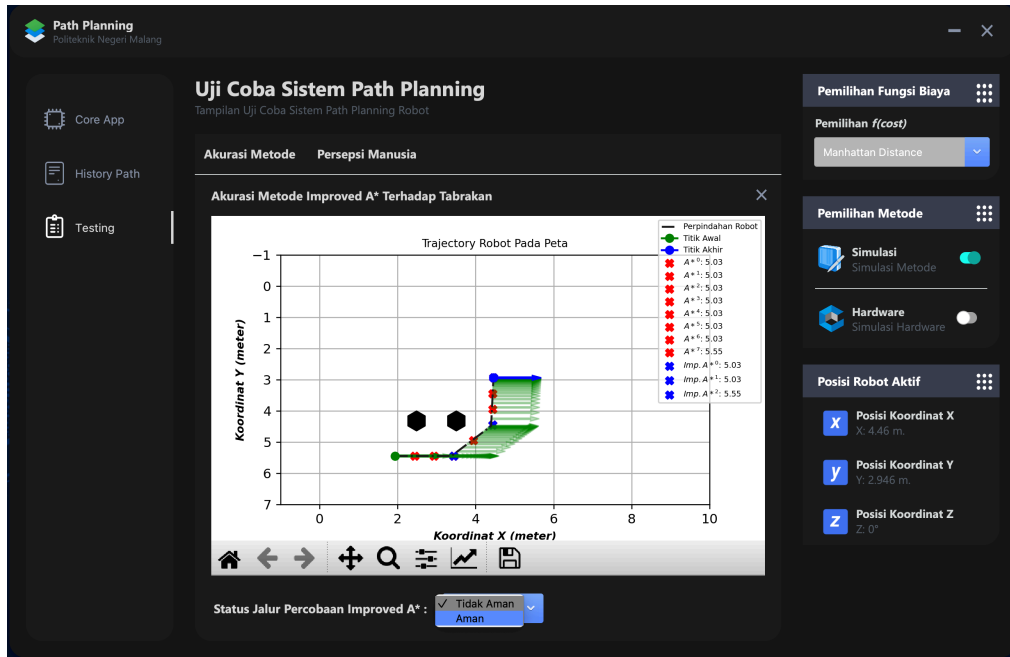 Path Planning
Politeknik Negeri Malang
Core App
History Path
Testing
Uji Coba Sistem Path Planning
Tampilan Uji Coba Sistem Path Planning Robot
Akurasi Metode Persepsi Manusia
Akurasi Metode Improved A* Terhadap Tabrakan
Trajectory Robot Pada Peta
Perpindahan Robot
Titik Awal
Titik Akhir
A*⁰: 5.03
A*¹: 5.03
A*²: 5.03
A*³: 5.03
A*⁴: 5.03
A*⁵: 5.03
A*⁶: 5.03
A*⁷: 5.55
Imp.A*⁰: 5.03
Imp.A*¹: 5.03
Imp.A*²: 5.55
Koordinat Y (meter)
−1
0
1
2
3
4
5
6
7
0 2 4 6 8 10
Koordinat X (meter)
Status Jalur Percobaan Improved A* :
✓ Tidak Aman
Aman
Pemilihan Fungsi Biaya
Pemilihan f(cost)
Manhattan Distance
Pemilihan Metode
Simulasi
Simulasi Metode
Hardware
Simulasi Hardware
Posisi Robot Aktif
x
Posisi Koordinat X
X: 4.46 m.
y
Posisi Koordinat Y
Y: 2.946 m.
z
Posisi Koordinat Z
Z: 0°